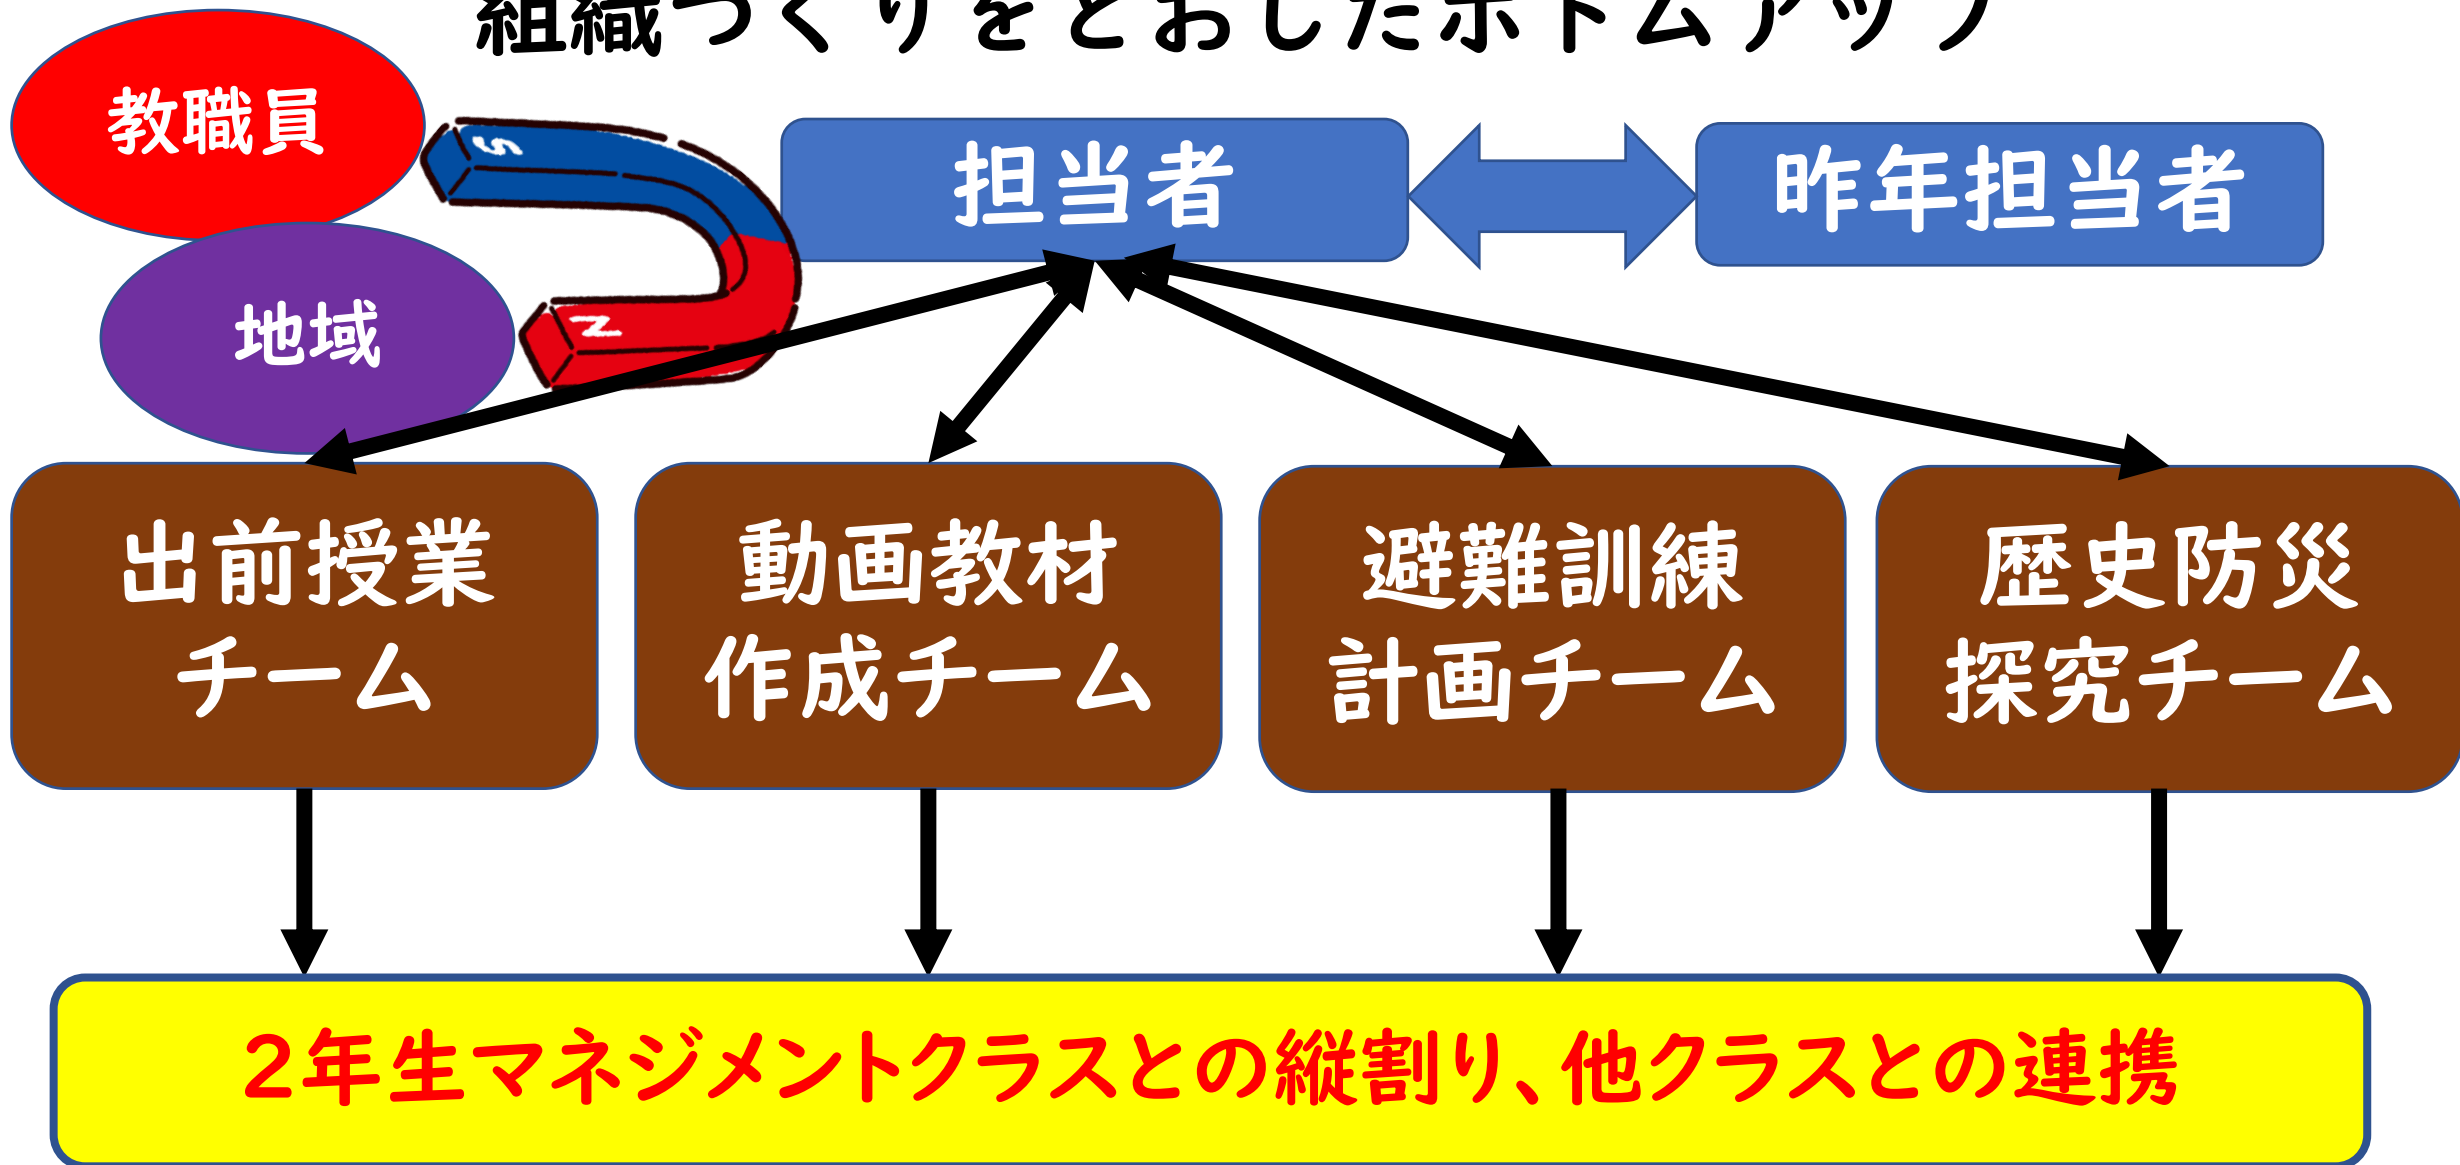 組織づくりをとおしたボトムアップ
教職員
地域
S
N
担当者
昨年担当者
出前授業
チーム
動画教材
作成チーム
避難訓練
計画チーム
歴史防災
探究チーム
2年生マネジメントクラスとの縦割り、他クラスとの連携